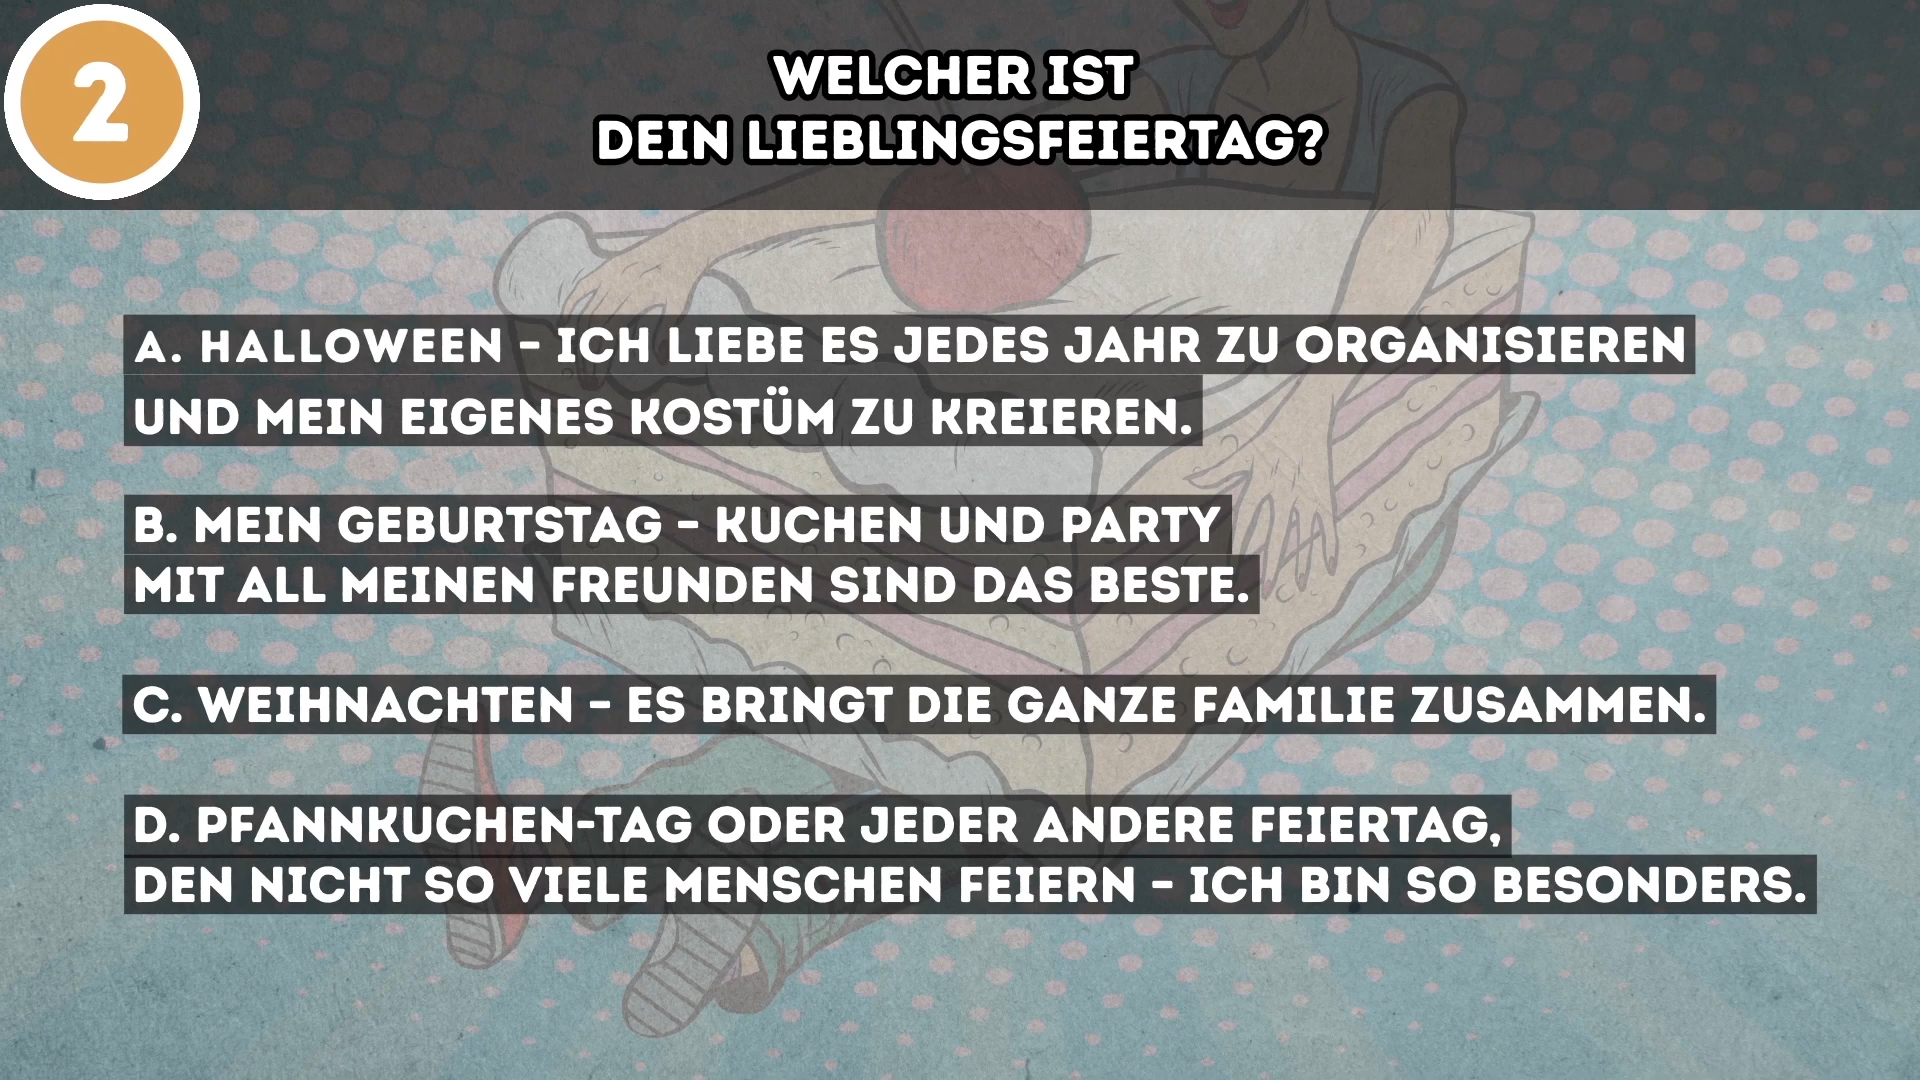 2
WELCHER IST
DEIN LIEBLINGSFEIERTAG?
A. HALLOWEEN – ICH LIEBE ES JEDES JAHR ZU ORGANISIEREN
UND MEIN EIGENES KOSTÜM ZU KREIEREN.
B. MEIN GEBURTSTAG – KUCHEN UND PARTY
MIT ALL MEINEN FREUNDEN SIND DAS BESTE.
C. WEIHNACHTEN – ES BRINGT DIE GANZE FAMILIE ZUSAMMEN.
D. PFANNKUCHEN-TAG ODER JEDER ANDERE FEIERTAG,
DEN NICHT SO VIELE MENSCHEN FEIERN – ICH BIN SO BESONDERS.